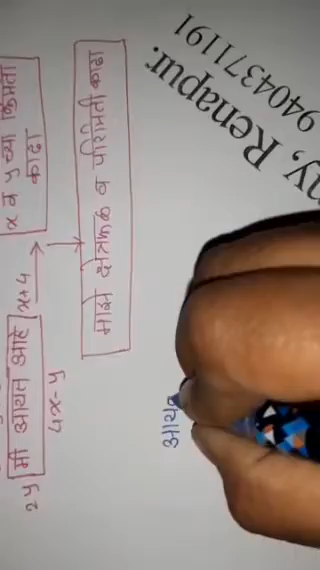 x व y च्या किंमती
काढा
2y मी आयत आहे x+4
4x-y
माझे क्षेत्रफळ व परिमिती काढा
आय
Renapur.
9404371191